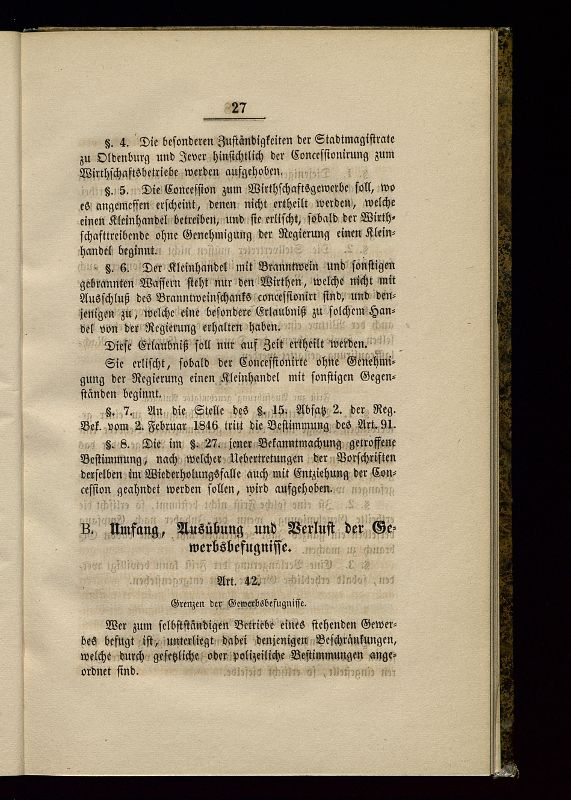 27
§. 4. Die besonderen Zuständigkeiten der Stadtmagistrate
zu Oldenburg und Jever hinsichtlich der Concessionirung zum
Wirthschaftsbetriebe werden aufgehoben.
§. 5. Die Concession zum Wirthschaftsgewerbe soll, wo
es angemessen erscheint, denen nicht ertheilt werden, welche
einen Kleinhandel betreiben, und sie erlischt, sobald der Wirth-
schafttreibende ohne Genehmigung der Regierung einen Klein-
handel beginnt.
§. 6. Der Kleinhandel mit Branntwein und sonstigen
gebrannten Wassern steht nur den Wirthen, welche nicht mit
Ausschluß des Branntweinschanks concessionirt sind, und den-
jenigen zu, welche eine besondere Erlaubniß zu solchem Han-
del von der Regierung erhalten haben.
Diese Erlaubniß soll nur auf Zeit ertheilt werden.
Sie erlischt, sobald der Concessionirte ohne Genehmi-
gung der Regierung einen Kleinhandel mit sonstigen Gegen-
ständen beginnt.
§. 7. An die Stelle des §. 15. Absatz 2. der Reg.
Bek. vom 2. Februar 1846 tritt die Bestimmung des Art. 91.
§. 8. Die im §. 27. jener Bekanntmachung getroffene
Bestimmung, nach welcher Uebertretungen der Vorschriften
derselben im Wiederholungsfalle auch mit Entziehung der Con-
cession geahndet werden sollen, wird aufgehoben.
B. Umfang, Ausübung und Verlust der Ge-
werbsbefugnisse.
Art. 42.
Grenzen der Gewerbsbefugnisse.
Wer zum selbstständigen Betriebe eines stehenden Gewer-
bes befugt ist, unterliegt dabei denjenigen Beschränkungen,
welche durch gesetzliche oder polizeiliche Bestimmungen ange-
ordnet sind.